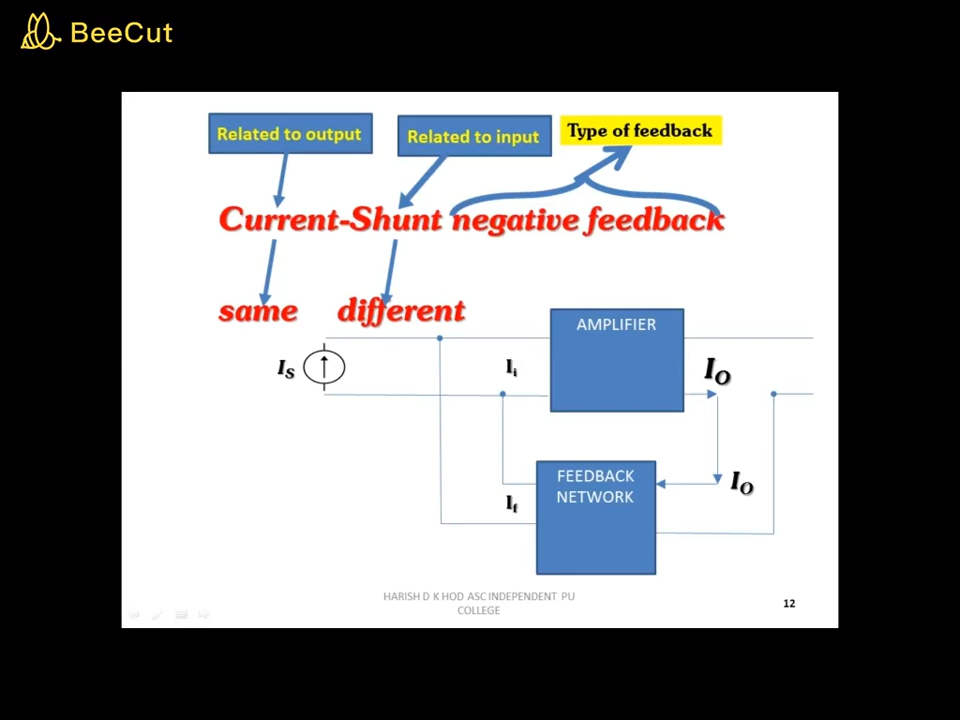 BeeCut
Related to output
Related to input
Type of feedback
Current-Shunt negative feedback
same different
AMPLIFIER
Is
Ii
IO
FEEDBACK
NETWORK
IO
If
HARISH D K HOD ASC INDEPENDENT PU
COLLEGE
12